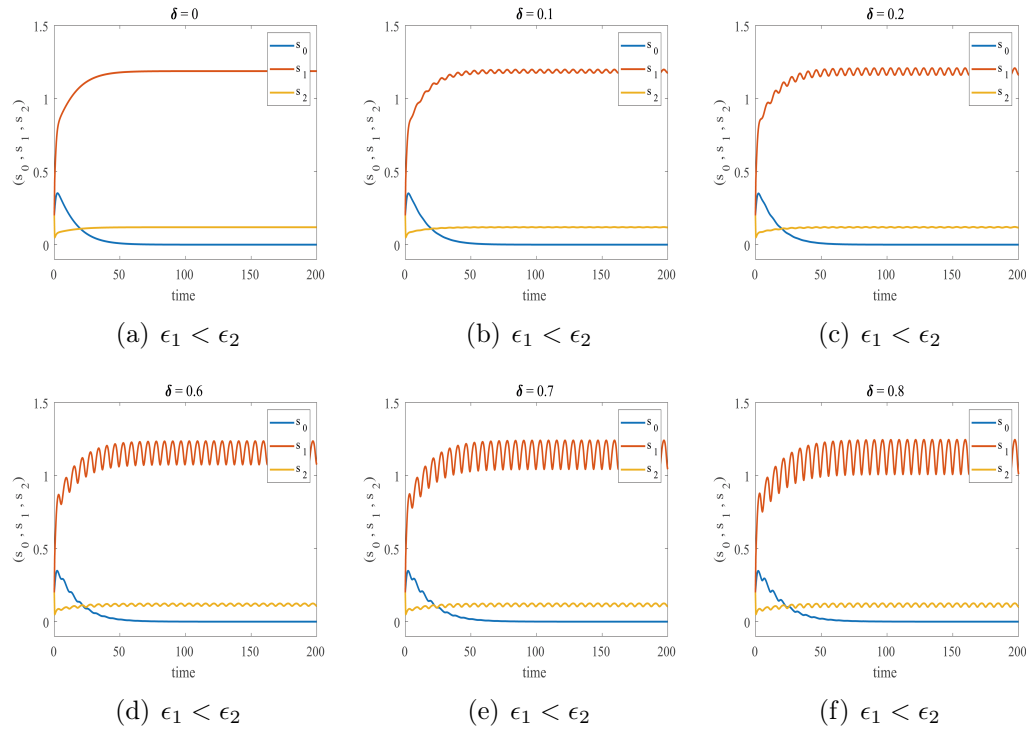 δ = 0
δ = 0.1
δ = 0.2
1.5
1
0.5
0
(s0, s1, s2)
s0
s1
s2
0 50 100 150 200
time
1.5
1
0.5
0
(s0, s1, s2)
s0
s1
s2
0 50 100 150 200
time
1.5
1
0.5
0
(s0, s1, s2)
s0
s1
s2
0 50 100 150 200
time
(a) ϵ1 < ϵ2
(b) ϵ1 < ϵ2
(c) ϵ1 < ϵ2
δ = 0.6
δ = 0.7
δ = 0.8
1.5
1
0.5
0
(s0, s1, s2)
s0
s1
s2
0 50 100 150 200
time
1.5
1
0.5
0
(s0, s1, s2)
s0
s1
s2
0 50 100 150 200
time
1.5
1
0.5
0
(s0, s1, s2)
s0
s1
s2
0 50 100 150 200
time
(d) ϵ1 < ϵ2
(e) ϵ1 < ϵ2
(f) ϵ1 < ϵ2